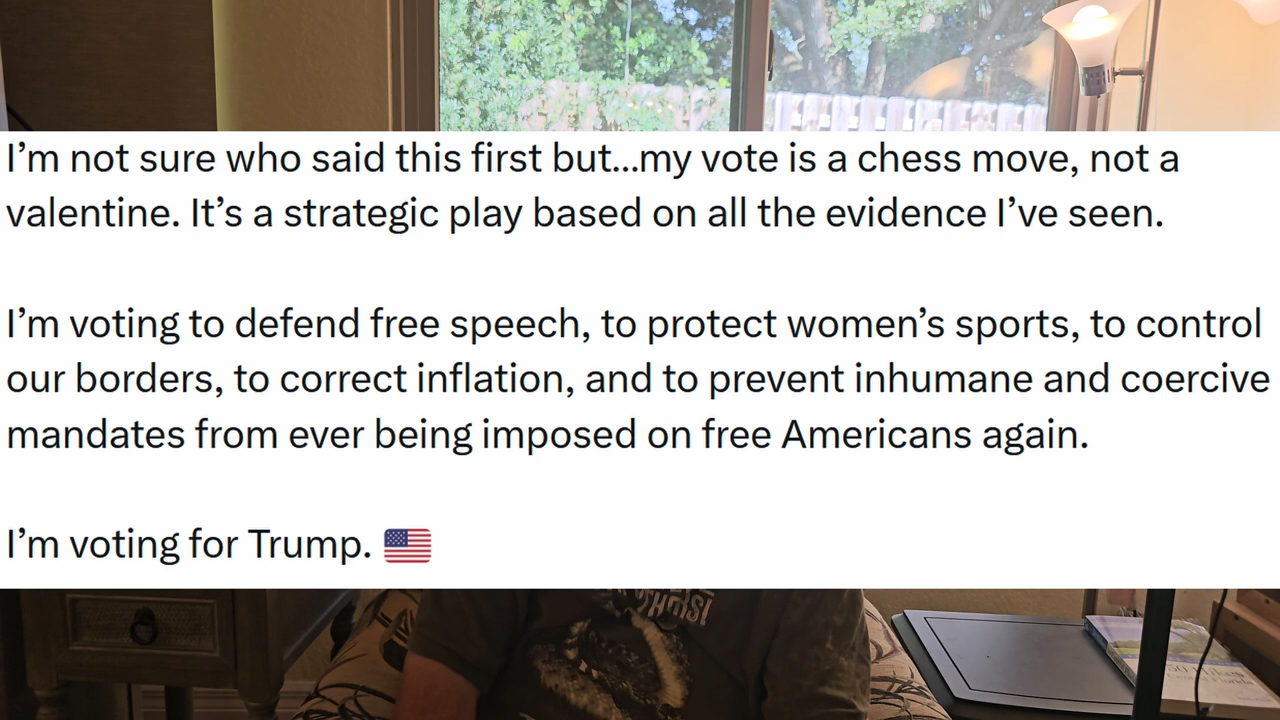 I’m not sure who said this first but...my vote is a chess move, not a
valentine. It’s a strategic play based on all the evidence I’ve seen.
I’m voting to defend free speech, to protect women’s sports, to control
our borders, to correct inflation, and to prevent inhumane and coercive
mandates from ever being imposed on free Americans again.
I’m voting for Trump. 🇺🇸